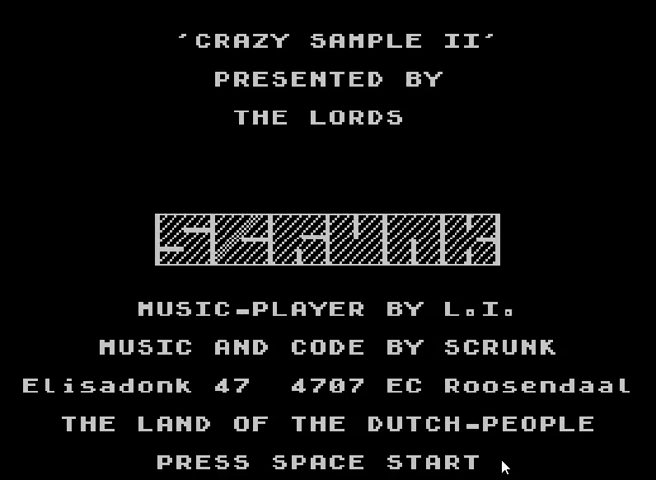 'CRAZY SAMPLE II'
PRESENTED BY
THE LORDS
SCRUNK
MUSIC-PLAYER BY L.I.
MUSIC AND CODE BY SCRUNK
Elisadonk 47  4707 EC Roosendaal
THE LAND OF THE DUTCH-PEOPLE
PRESS SPACE START